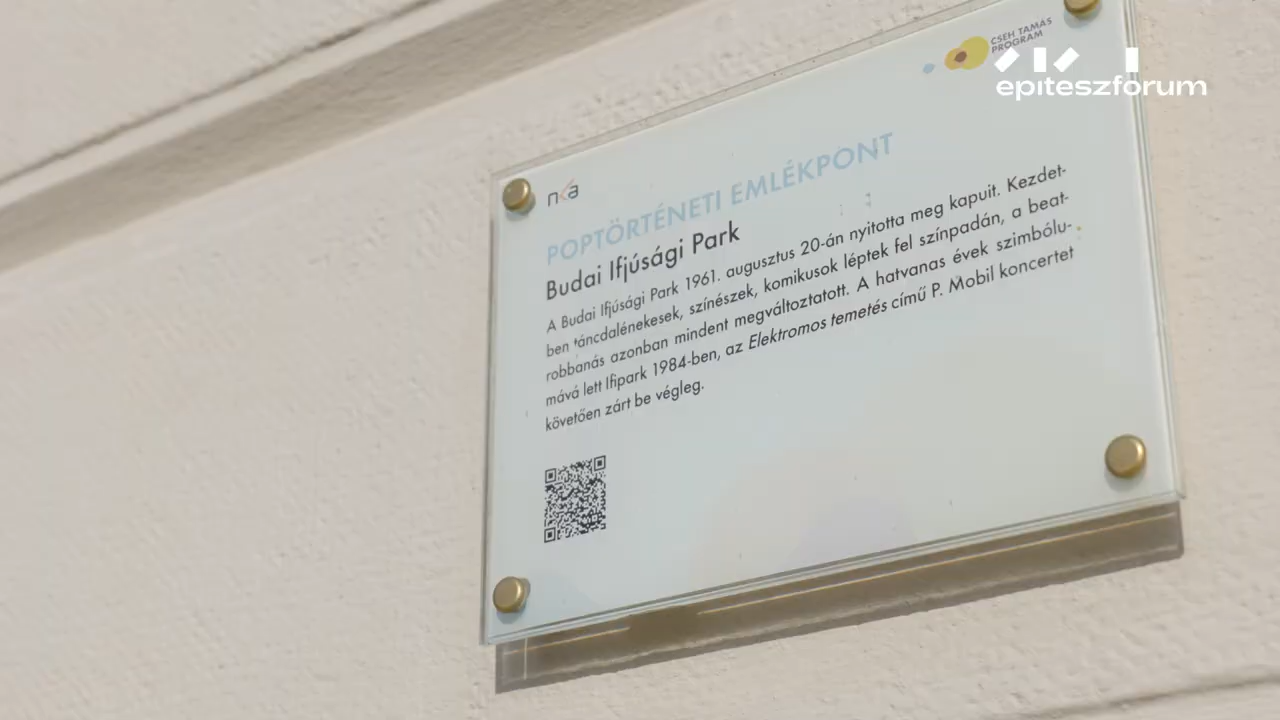 CSEH TAMÁS
PROGRAM
építészfórum
nka
POPTÖRTÉNETI EMLÉKPONT
Budai Ifjúsági Park
A Budai Ifjúsági Park 1961. augusztus 20-án nyitotta meg kapuit. Kezdet-
ben táncdalénekesek, színészek, komikusok léptek fel színpadán, a beat-
robbanás azonban mindent megváltoztatott. A hatvanas évek szimbólu-
mává lett Ifipark 1984-ben, az Elektromos temetés című P. Mobil koncertet
követően zárt be végleg.